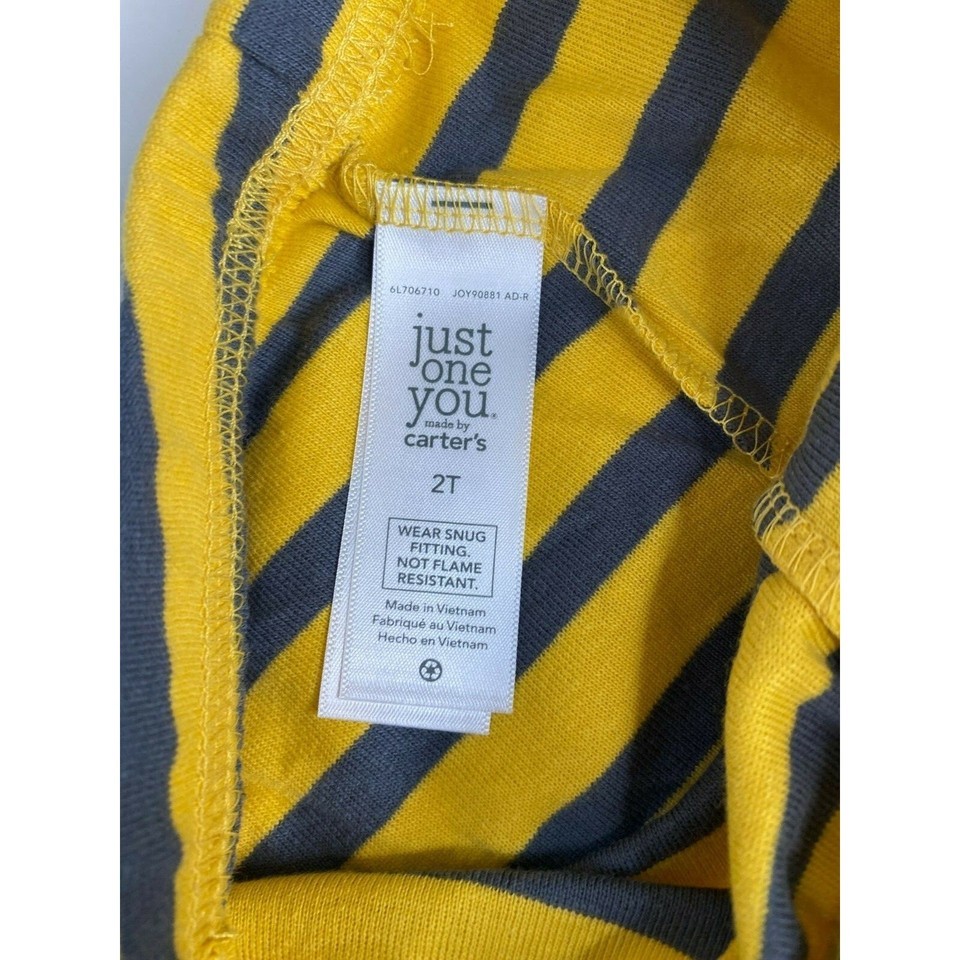 6L706710 JOY90881 AD-R
just
one
you®
made by
carter's
2T
WEAR SNUG
FITTING.
NOT FLAME
RESISTANT.
Made in Vietnam
Fabriqué au Vietnam
Hecho en Vietnam